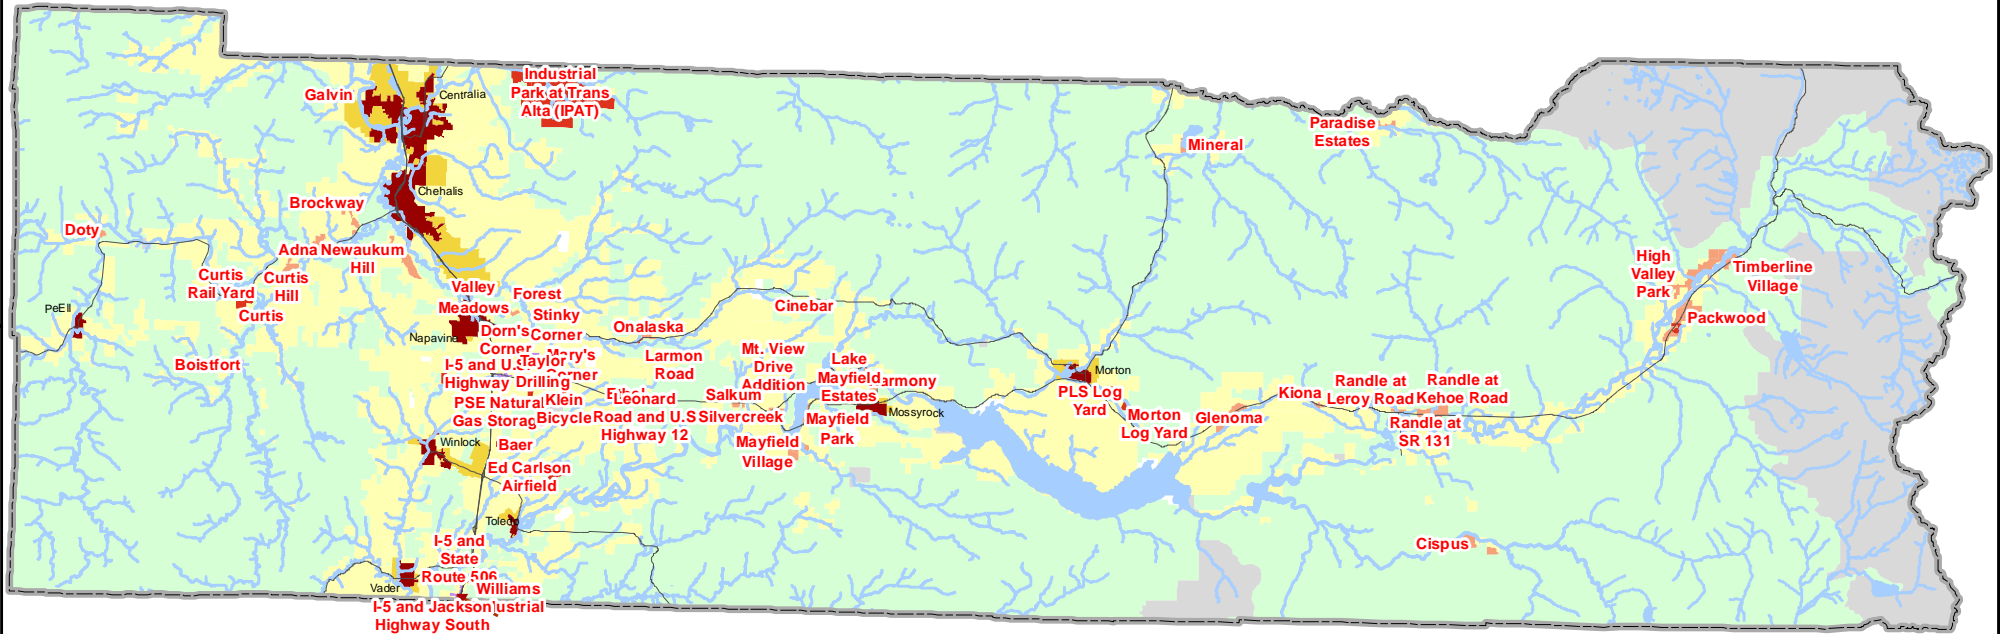 Industrial
Park at Trans
Alta (IPAT)
Galvin
Centralia
Paradise
Estates
Mineral
Chehalis
Brockway
Doty
Adna
Newaukum
Hill
High
Valley
Park
Timberline
Village
Curtis
Rail Yard
Curtis
Hill
Curtis
Valley
Meadows
Forest
Stinky
Corner
Cinebar
PeEll
Packwood
Onalaska
Napavine
Dorn's
Corner
Mary's
Corner
Boistfort
I-5 and U.S
Highway
Taylor
Drilling
Larmon
Road
Mt. View
Drive
Addition
Lake
Mayfield
Estates
Morton
PLS Log
Yard
Kiona
Randle at
Leroy Road
Randle at
Kehoe Road
PSE Natural
Gas Storag
Klein
Bicycle
Leonard
Road and U.S
Highway 12
Salkum
Silvercreek
Mayfield
Park
Mossyrock
Morton
Log Yard
Glenoma
Randle at
SR 131
Winlock
Baer
Mayfield
Village
Ed Carlson
Airfield
Toledo
I-5 and
State
Route 506
Cispus
Vader
Williams
I-5 and Jackson
Highway South
ustrial